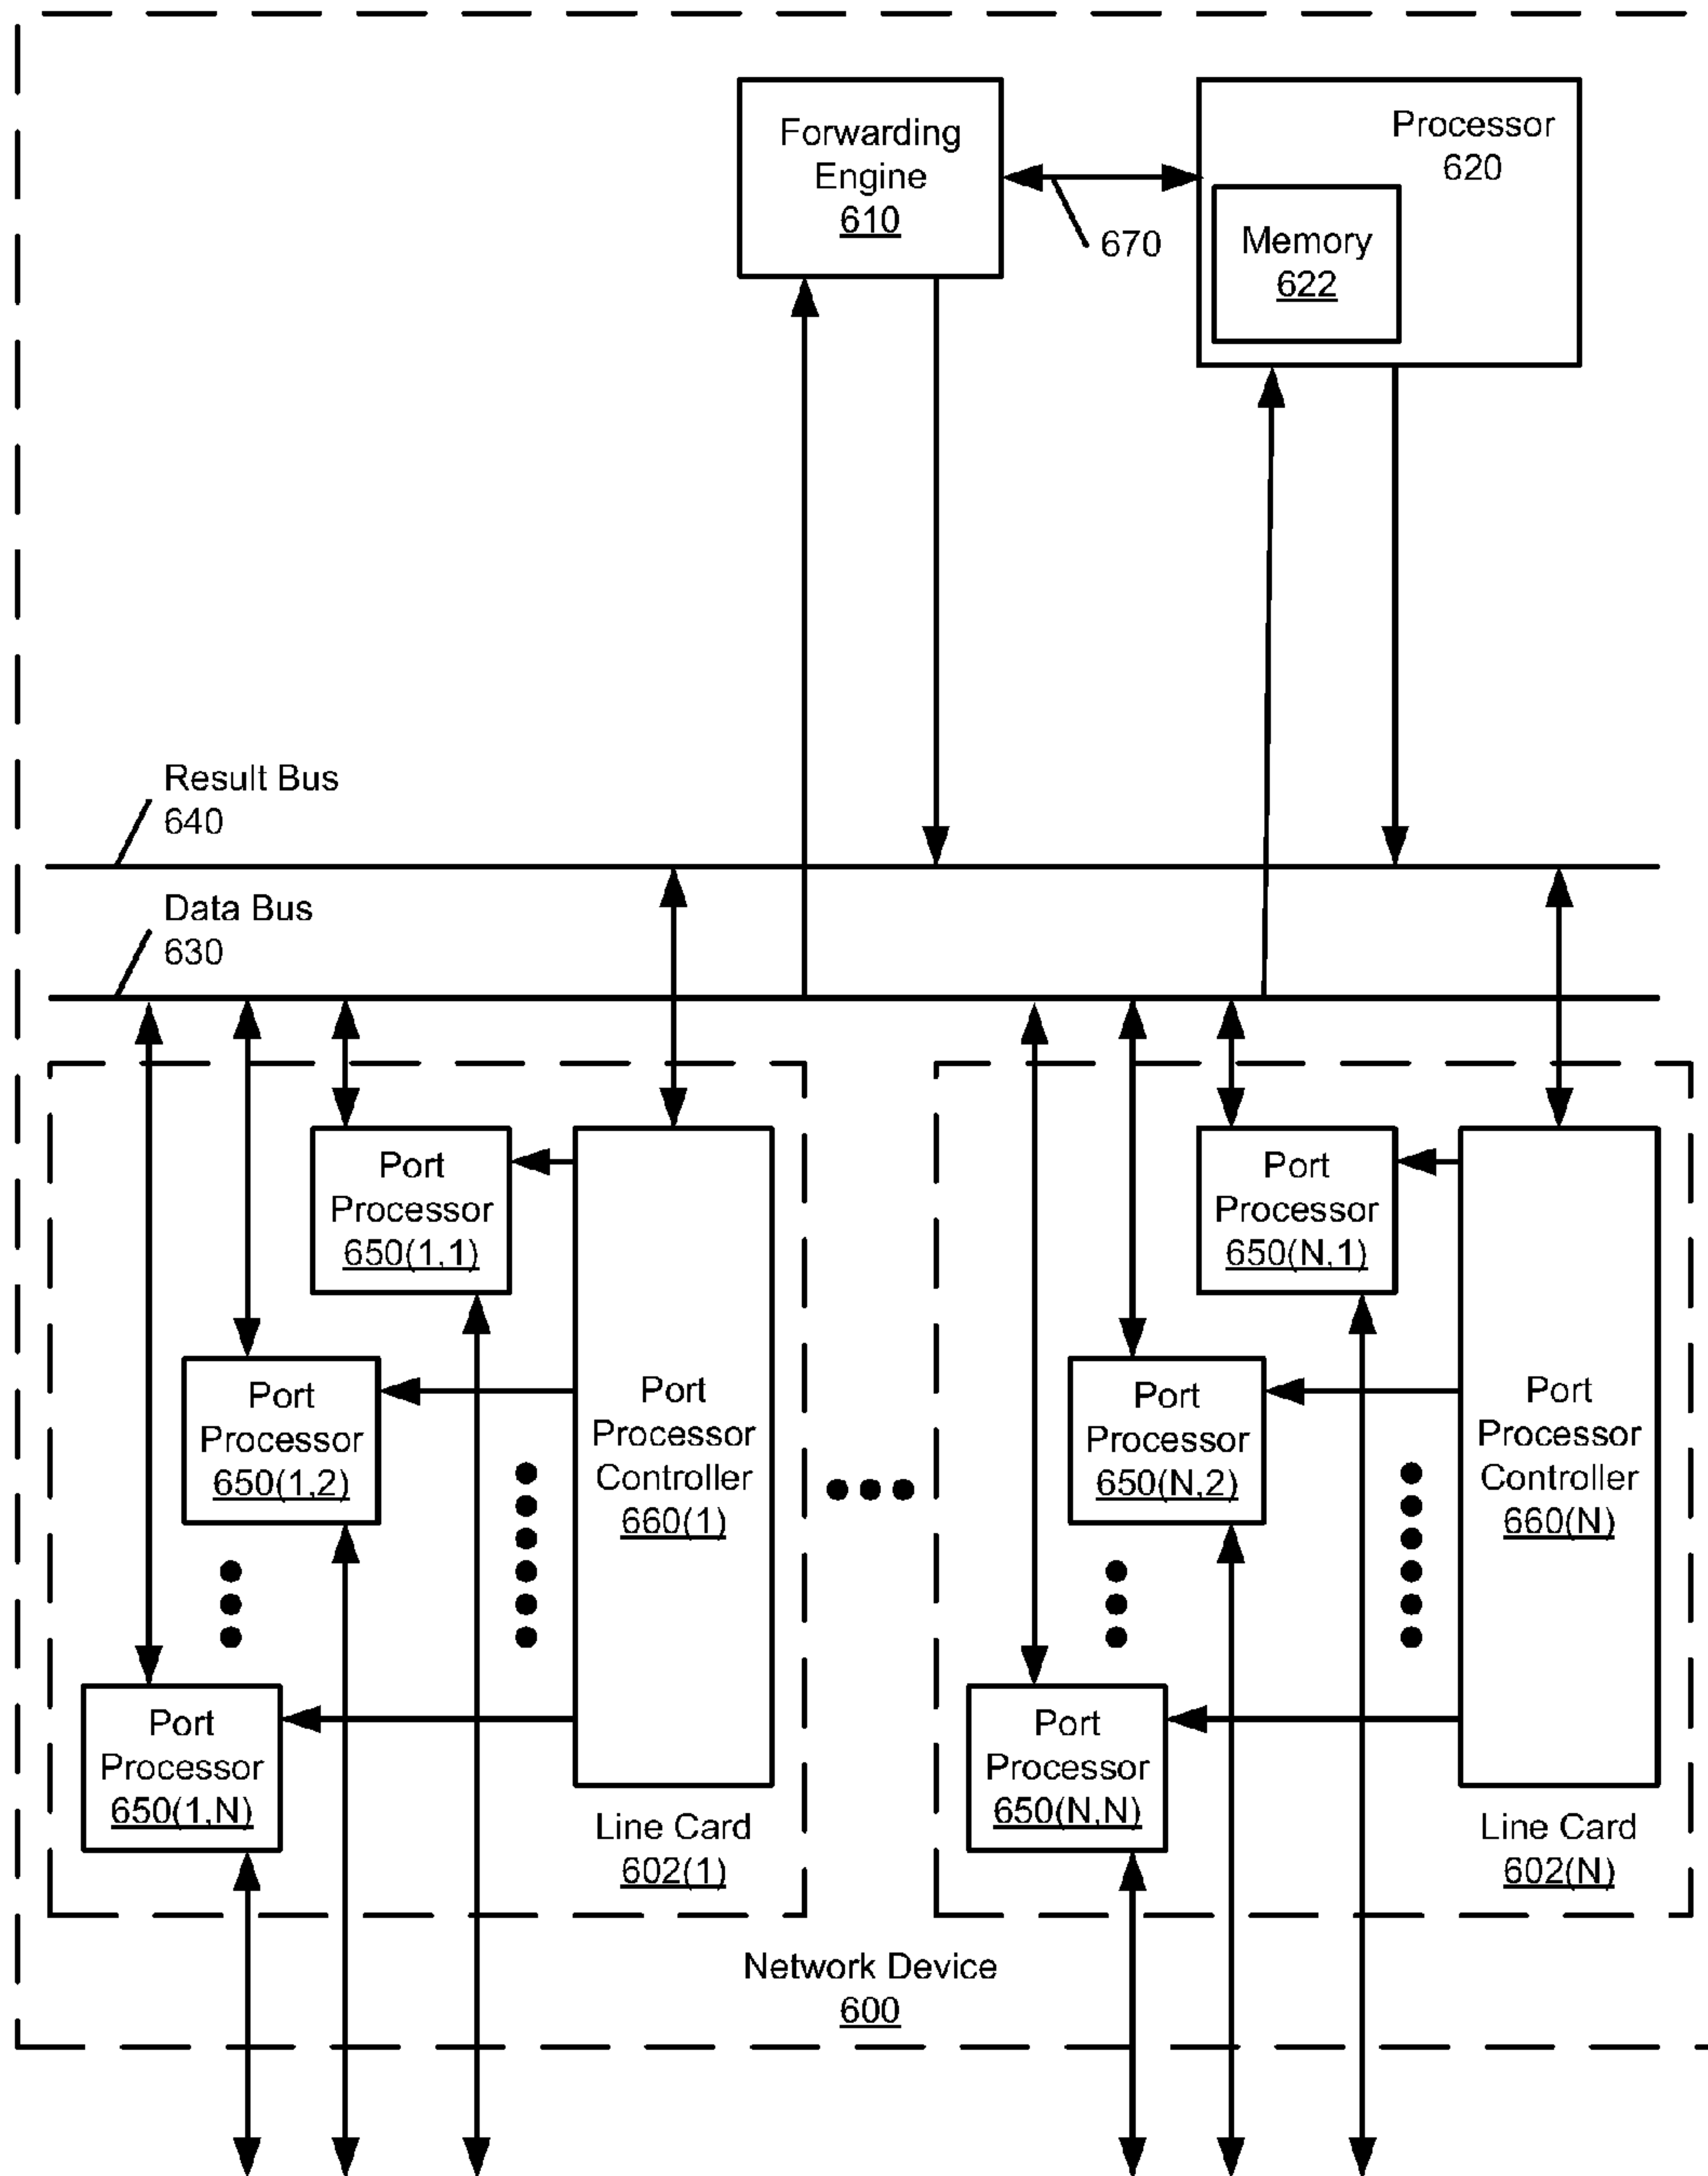 Forwarding
Engine
610
Processor
620
Memory
622
670
Result Bus
640
Data Bus
630
Port
Processor
650(1,1)
Port
Processor
650(1,2)
Port
Processor
650(1,N)
Port
Processor
Controller
660(1)
Line Card
602(1)
Port
Processor
650(N,1)
Port
Processor
650(N,2)
Port
Processor
650(N,N)
Port
Processor
Controller
660(N)
Line Card
602(N)
Network Device
600